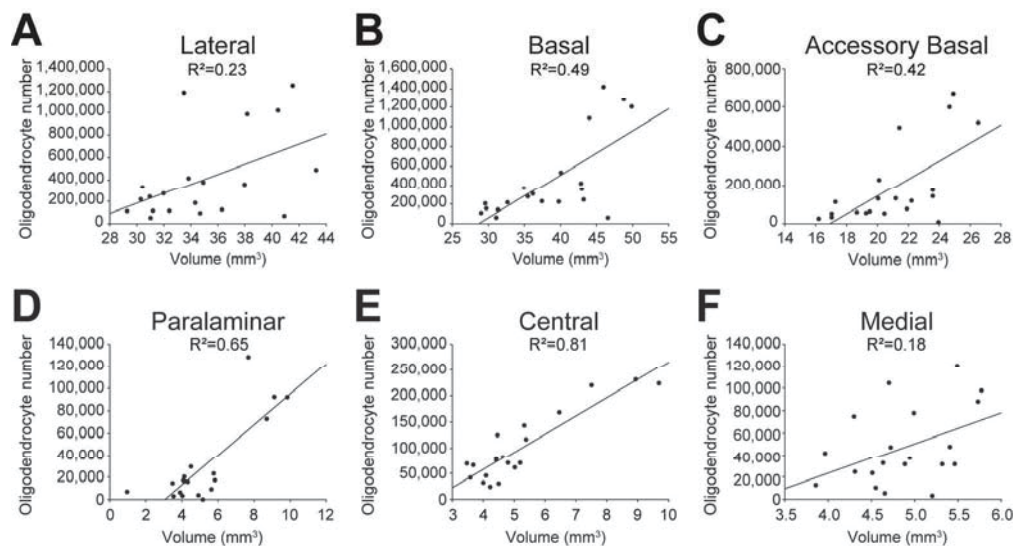 A
Lateral
R²=0.23
Oligodendrocyte number
1,400,000
1,200,000
1,000,000
800,000
600,000
400,000
200,000
0
28 30 32 34 36 38 40 42 44
Volume (mm³)
B
Basal
R²=0.49
Oligodendrocyte number
1,600,000
1,400,000
1,200,000
1,000,000
800,000
600,000
400,000
200,000
0
25 30 35 40 45 50 55
Volume (mm³)
C
Accessory Basal
R²=0.42
Oligodendrocyte number
800,000
600,000
400,000
200,000
0
14 16 18 20 22 24 26 28
Volume (mm³)
D
Paralaminar
R²=0.65
Oligodendrocyte number
140,000
120,000
100,000
80,000
60,000
40,000
20,000
0
0 2 4 6 8 10 12
Volume (mm³)
E
Central
R²=0.81
Oligodendrocyte number
300,000
250,000
200,000
150,000
100,000
50,000
0
3 4 5 6 7 8 9 10
Volume (mm³)
F
Medial
R²=0.18
Oligodendrocyte number
140,000
120,000
100,000
80,000
60,000
40,000
20,000
0
3.5 4.0 4.5 5.0 5.5 6.0
Volume (mm³)